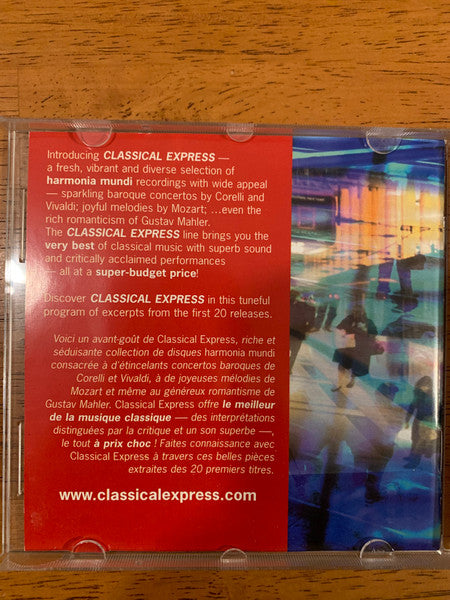 Introducing CLASSICAL EXPRESS —
a fresh, vibrant and diverse selection of
harmonia mundi recordings with wide appeal
— sparkling baroque concertos by Corelli and
Vivaldi; joyful melodies by Mozart; ...even the
rich romanticism of Gustav Mahler.
The CLASSICAL EXPRESS line brings you the
very best of classical music with superb sound
and critically acclaimed performances
— all at a super-budget price!
Discover CLASSICAL EXPRESS in this tuneful
program of excerpts from the first 20 releases.
Voici un avant-goût de Classical Express, riche et
séduisante collection de disques harmonia mundi
consacrée à d'étincelants concertos baroques de
Corelli et Vivaldi, à de joyeuses mélodies de
Mozart et même au généreux romantisme de
Gustav Mahler. Classical Express offre le meilleur
de la musique classique — des interprétations
distinguées par la critique et un son superbe —,
le tout à prix choc ! Faites connaissance avec
Classical Express à travers ces belles pièces
extraites des 20 premiers titres.
www.classicalexpress.com